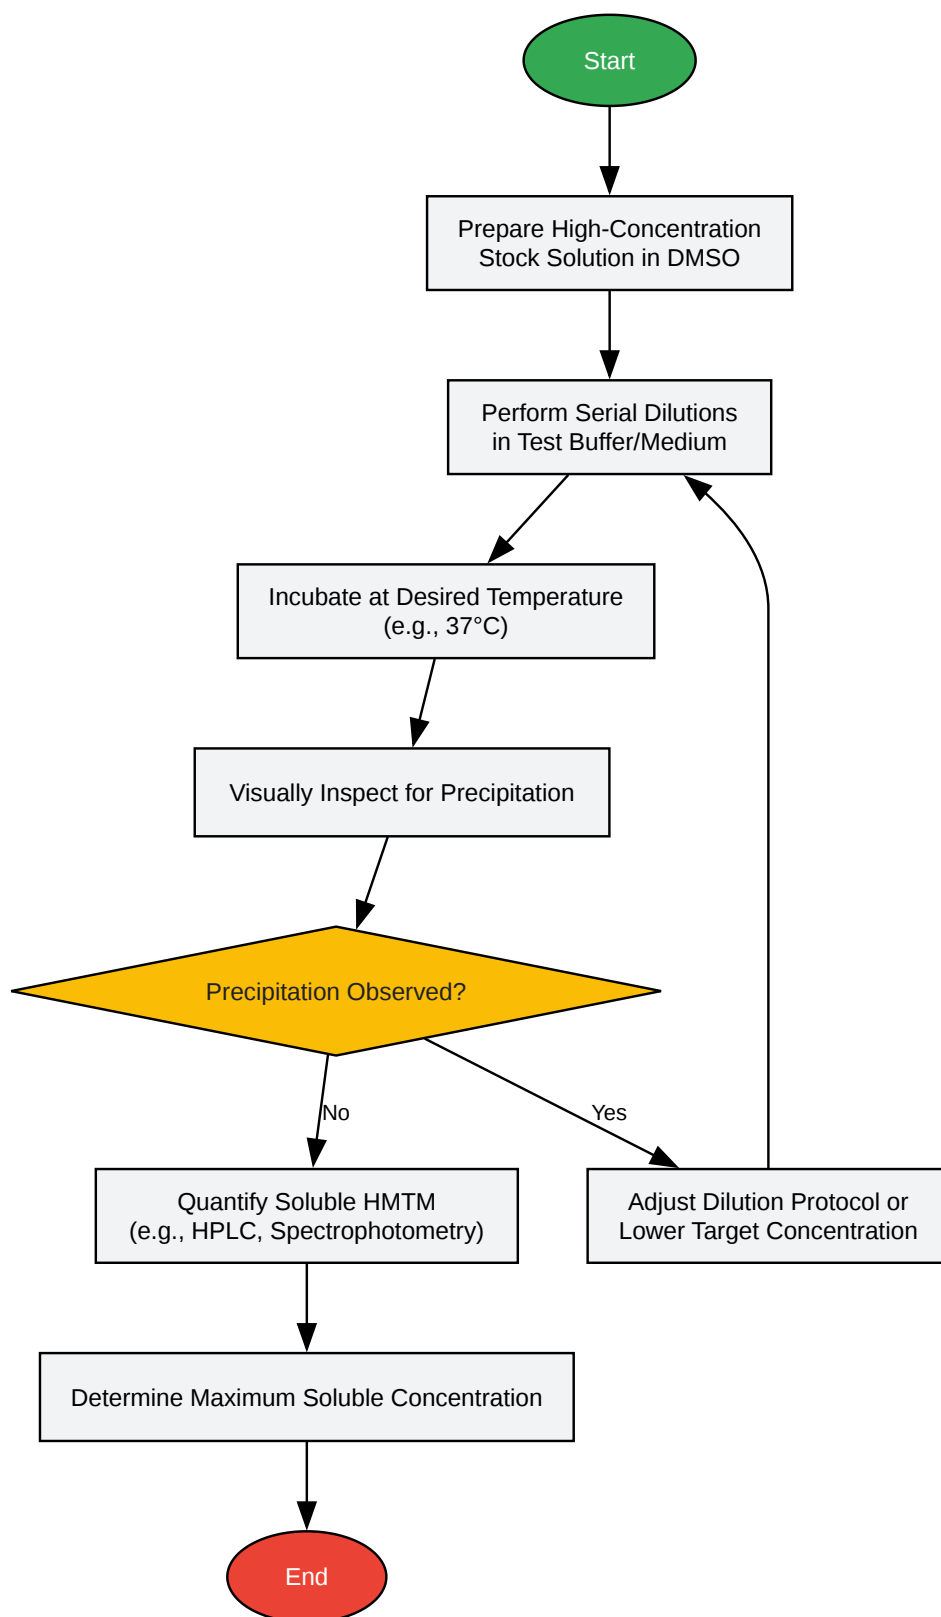 Start
Prepare High-Concentration
Stock Solution in DMSO
Perform Serial Dilutions
in Test Buffer/Medium
Incubate at Desired Temperature
(e.g., 37°C)
Visually Inspect for Precipitation
Precipitation Observed?
No
Yes
Quantify Soluble HMTM
(e.g., HPLC, Spectrophotometry)
Adjust Dilution Protocol or
Lower Target Concentration
Determine Maximum Soluble Concentration
End